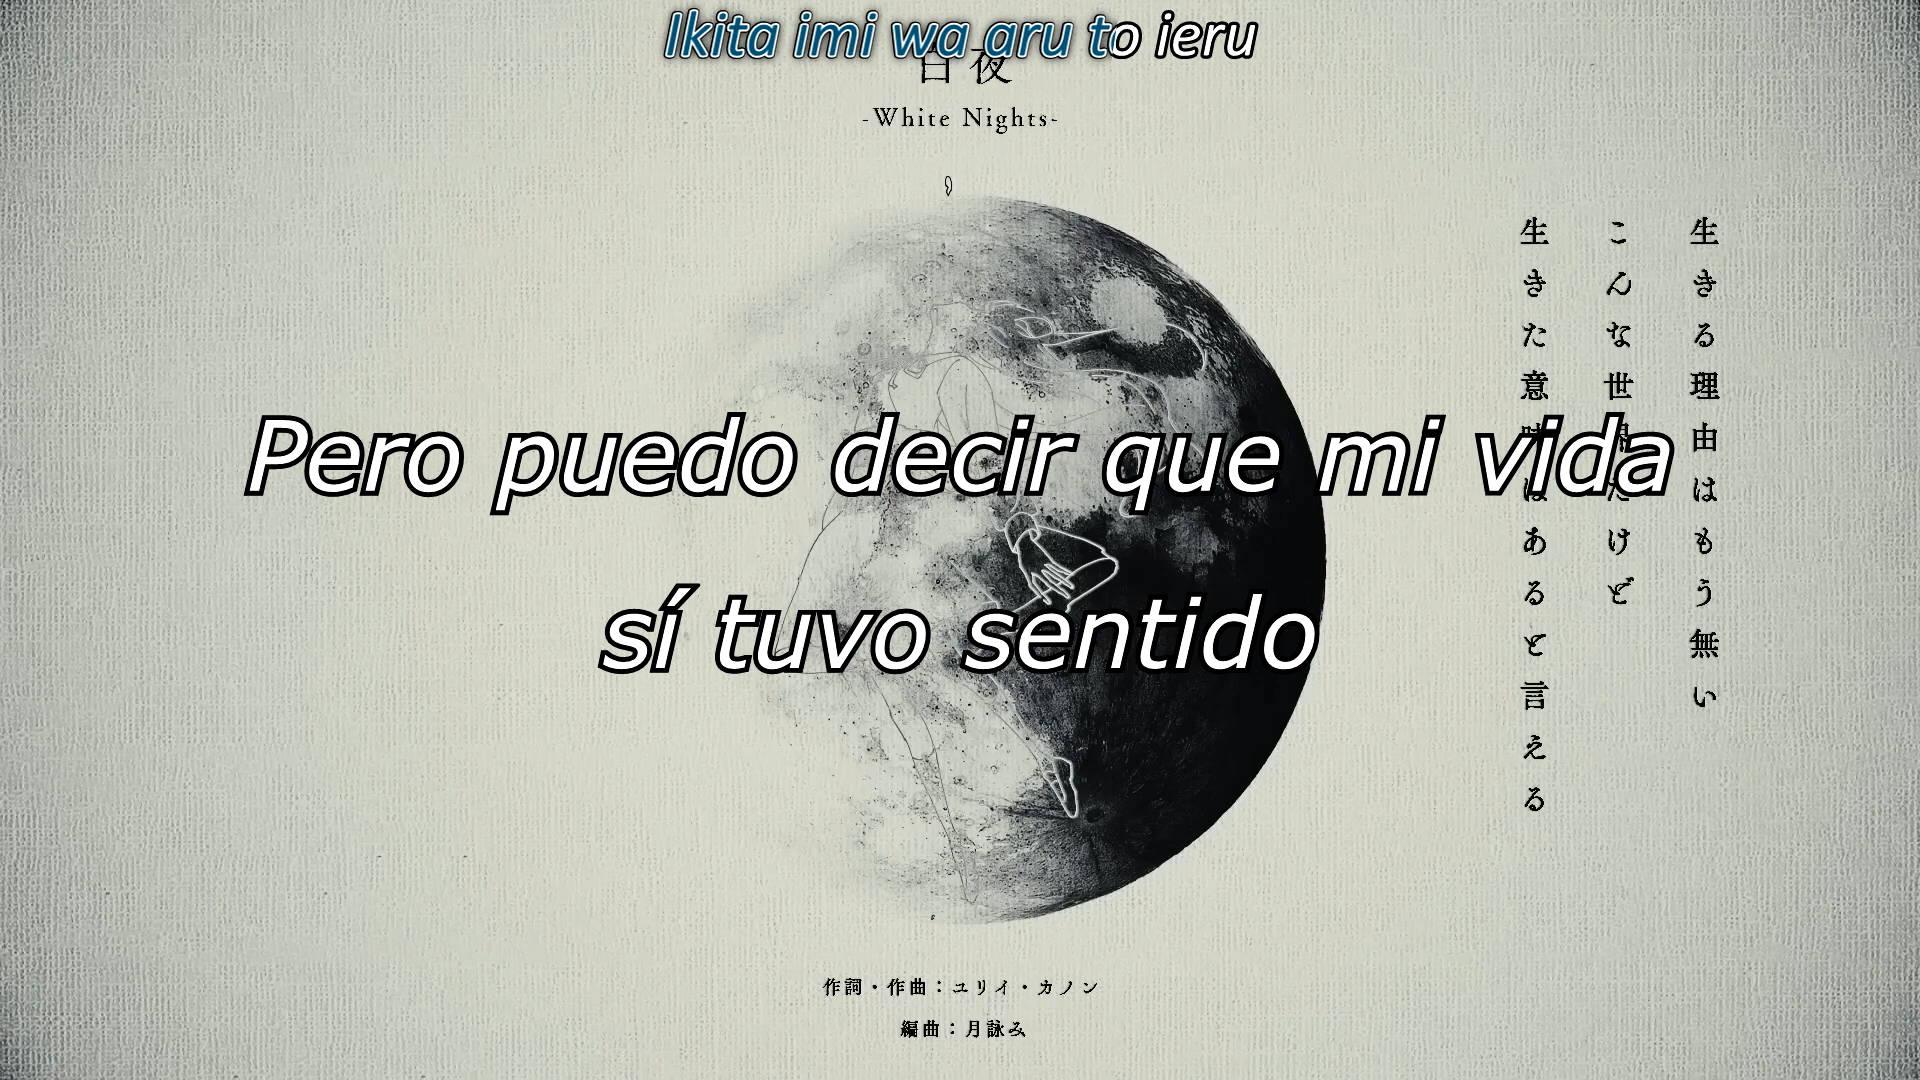 Ikita imi wa aru to ieru
白夜
-White Nights-
生きる理由はもう無い
こんな世界だけど
生きた意味はあると言える
Pero puedo decir que mi vida
sí tuvo sentido
作詞・作曲：ユリイ・カノン
編曲：月詠み